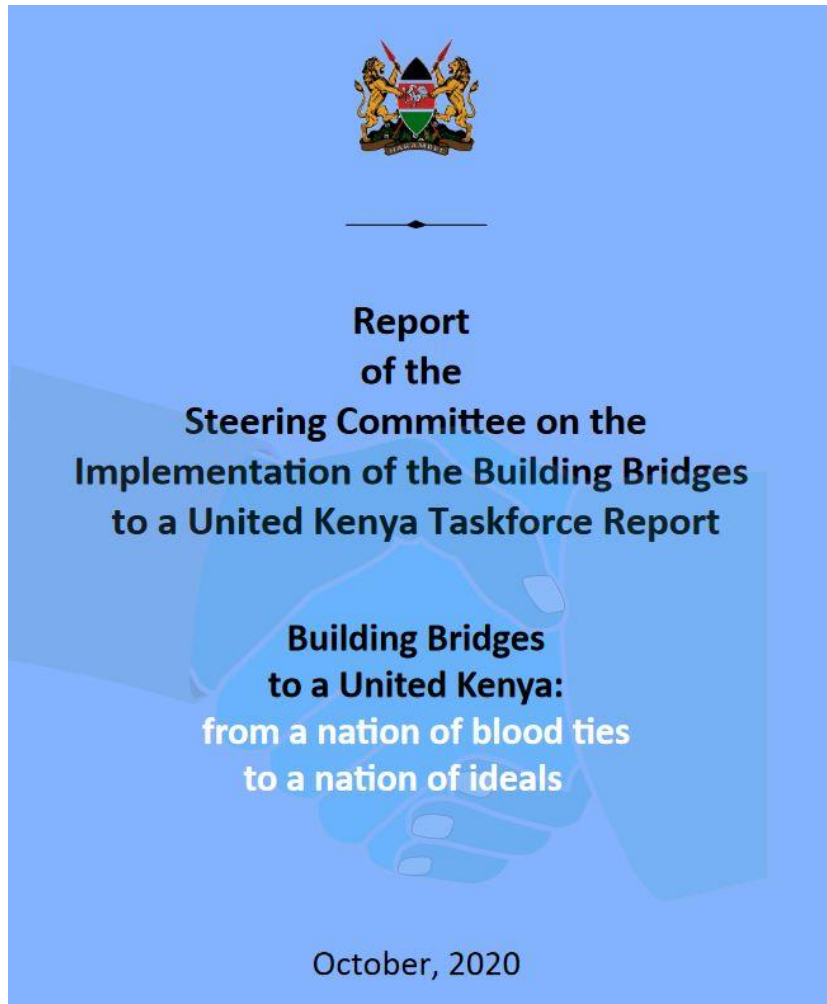 HARAMBEE
Report
of the
Steering Committee on the
Implementation of the Building Bridges
to a United Kenya Taskforce Report
Building Bridges
to a United Kenya:
from a nation of blood ties
to a nation of ideals
October, 2020